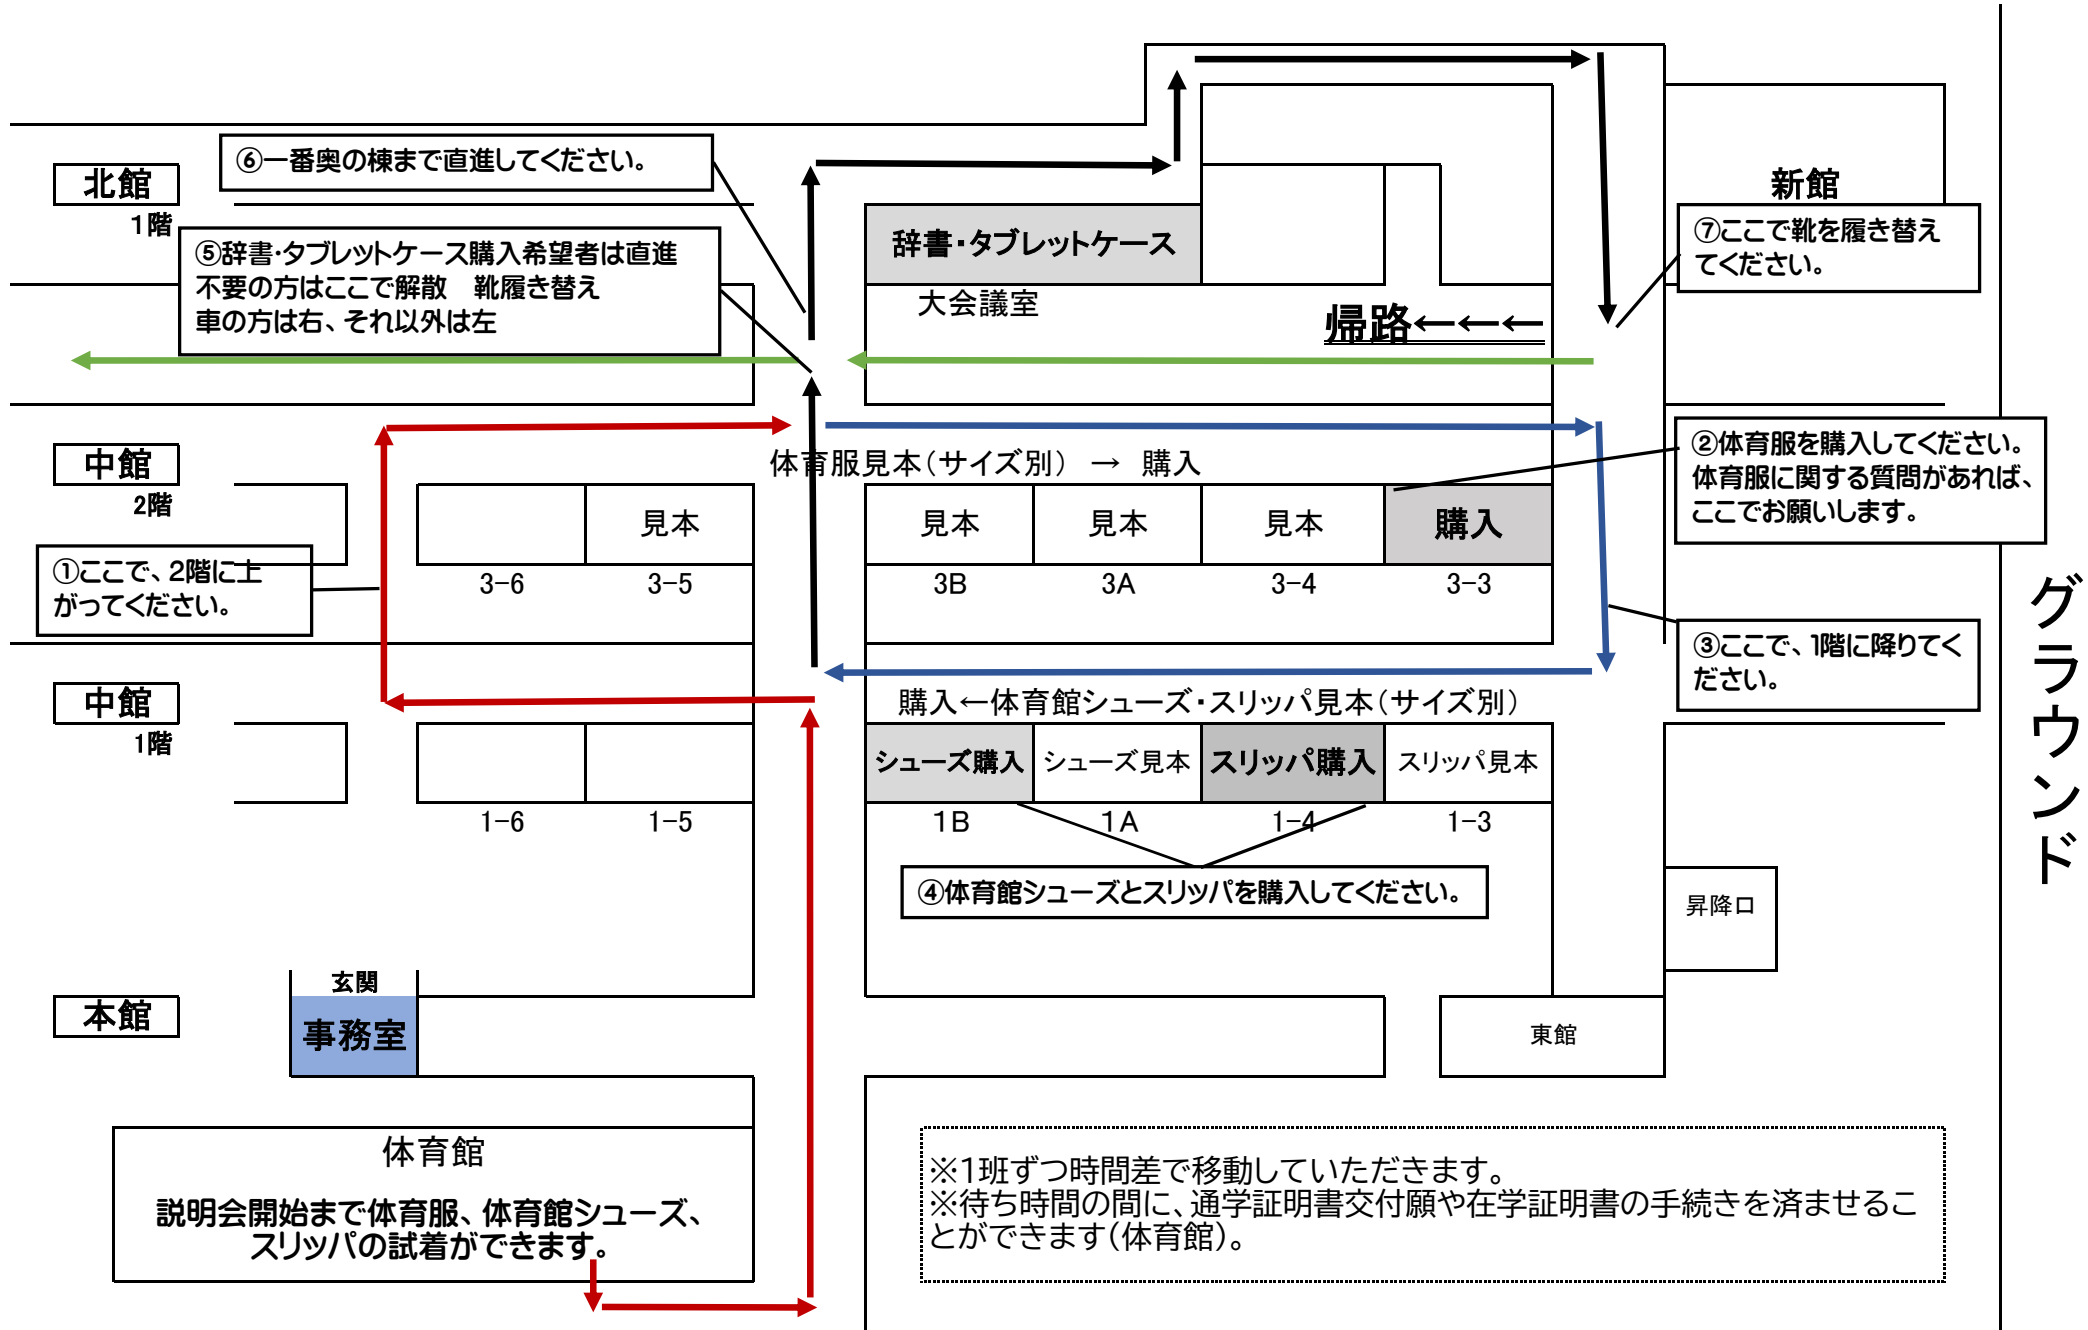 ⑥一番奥の棟まで直進してください。
北館
1階
新館
⑤辞書・タブレットケース購入希望者は直進
不要の方はここで解散　靴履き替え
車の方は右、それ以外は左
辞書・タブレットケース
大会議室
⑦ここで靴を履き替え
てください。
帰路←←←
中館
2階
体育服見本(サイズ別)　→　購入
②体育服を購入してください。
体育服に関する質問があれば、
ここでお願いします。
見本
見本
見本
見本
購入
①ここで、2階に上
がってください。
3-6
3-5
3B
3A
3-4
3-3
グラウンド
③ここで、1階に降りてく
ださい。
中館
1階
購入←体育館シューズ・スリッパ見本(サイズ別)
シューズ購入
シューズ見本
スリッパ購入
スリッパ見本
1-6
1-5
1B
1A
1-4
1-3
④体育館シューズとスリッパを購入してください。
昇降口
玄関
本館
事務室
東館
体育館
説明会開始まで体育服、体育館シューズ、
スリッパの試着ができます。
※1班ずつ時間差で移動していただきます。
※待ち時間の間に、通学証明書交付願や在学証明書の手続きを済ませるこ
とができます(体育館)。